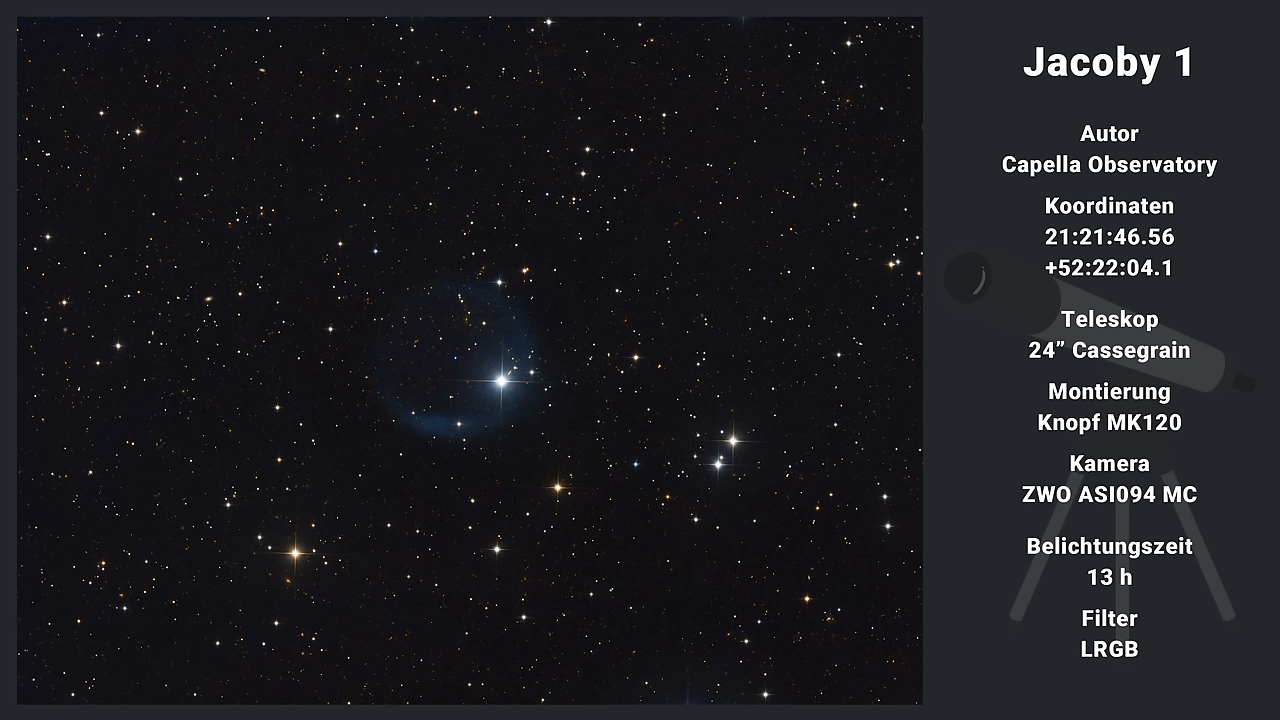 Jacoby 1
Autor
Capella Observatory
Koordinaten
21:21:46.56
+52:22:04.1
Teleskop
24” Cassegrain
Montierung
Knopf MK120
Kamera
ZWO ASI094 MC
Belichtungszeit
13 h
Filter
LRGB